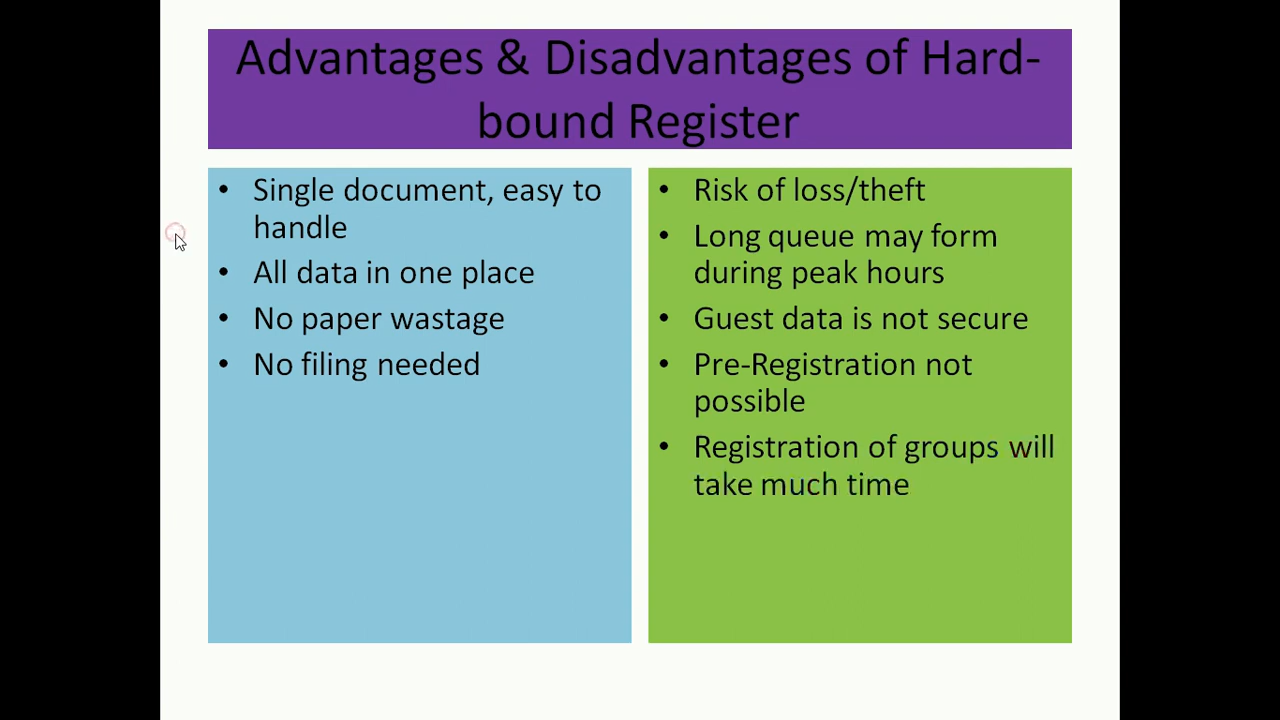 Advantages & Disadvantages of Hard-
bound Register
• Single document, easy to
handle
• All data in one place
• No paper wastage
• No filing needed
• Risk of loss/theft
• Long queue may form
during peak hours
• Guest data is not secure
• Pre-Registration not
possible
• Registration of groups will
take much time